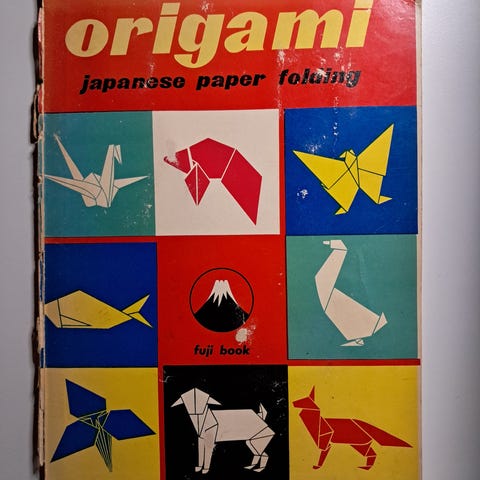 origami
japanese paper folding
fuji book